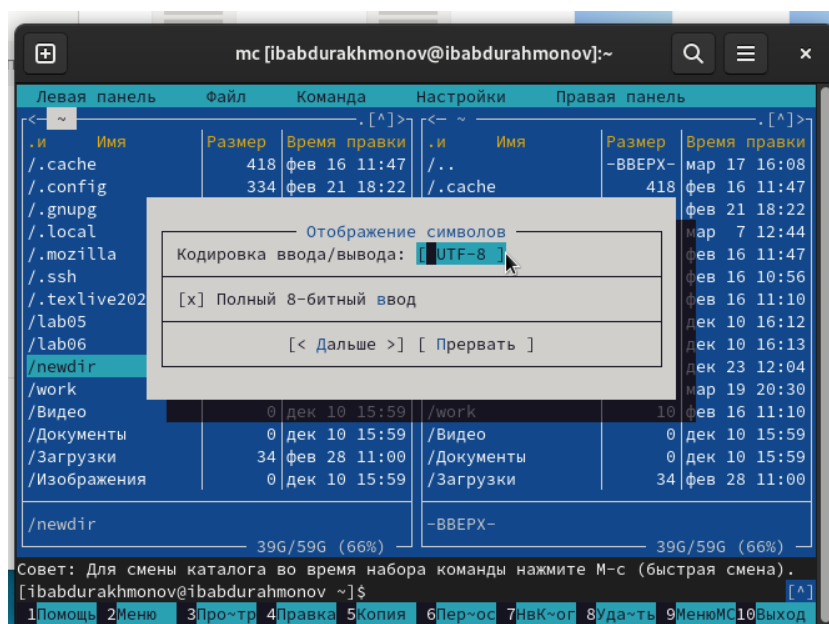 mc [ibabdurakhmonov@ibabdurahmonov]:~
Левая панель Файл Команда Настройки Правая панель
<— ~ .[^]> <— ~ .[^]>
.и Имя Размер Время правки .и Имя Размер Время правки
/.cache 418 фев 16 11:47 /.. -ВВЕРХ- мар 17 16:08
/.config 334 фев 21 18:22 /.cache 418 фев 16 11:47
/.gnupg фев 21 18:22
/.local Отображение символов мар 7 12:44
/.mozilla Кодировка ввода/вывода: [ UTF-8 ] фев 16 11:47
/.ssh фев 16 10:56
/.texlive202 [x] Полный 8-битный ввод фев 16 11:10
/lab05 дек 10 16:12
/lab06 [< Дальше >] [ Прервать ] дек 10 16:13
/newdir дек 23 12:04
/work мар 19 20:30
/Видео 0 дек 10 15:59 /work 10 фев 16 11:10
/Документы 0 дек 10 15:59 /Видео 0 дек 10 15:59
/Загрузки 34 фев 28 11:00 /Документы 0 дек 10 15:59
/Изображения 0 дек 10 15:59 /Загрузки 34 фев 28 11:00
/newdir -ВВЕРХ-
39G/59G (66%) 39G/59G (66%)
Совет: Для смены каталога во время набора команды нажмите M-c (быстрая смена).
[ibabdurakhmonov@ibabdurahmonov ~]$ [^]
1Помощь 2Меню 3Про~тр 4Правка 5Копия 6Пер~ос 7НвК~ог 8Уда~ть 9МенюMC 10Выход